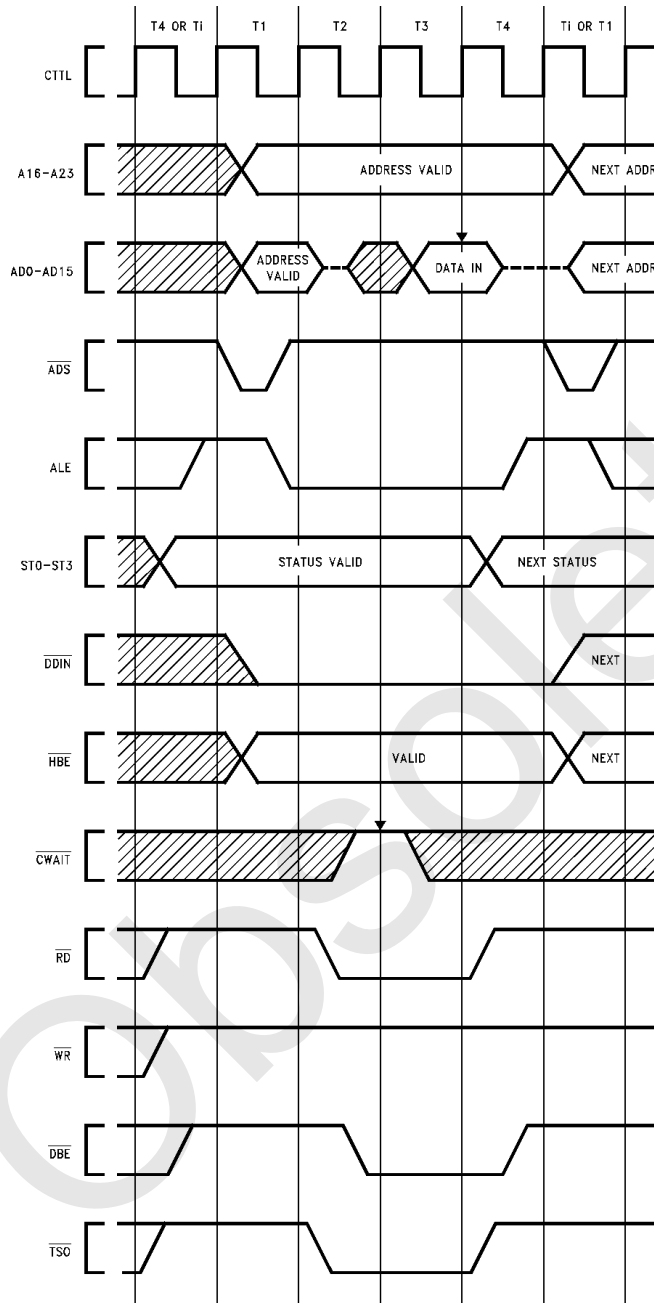 T4 OR Ti T1 T2 T3 T4 Ti OR T1
CTTL
A16-A23 ADDRESS VALID NEXT ADDR
AD0-AD15 ADDRESS VALID DATA IN NEXT ADDR
ADS
ALE
ST0-ST3 STATUS VALID NEXT STATUS
DDIN NEXT
HBE VALID NEXT
CWAIT
RD
WR
DBE
TSO
Obsolet